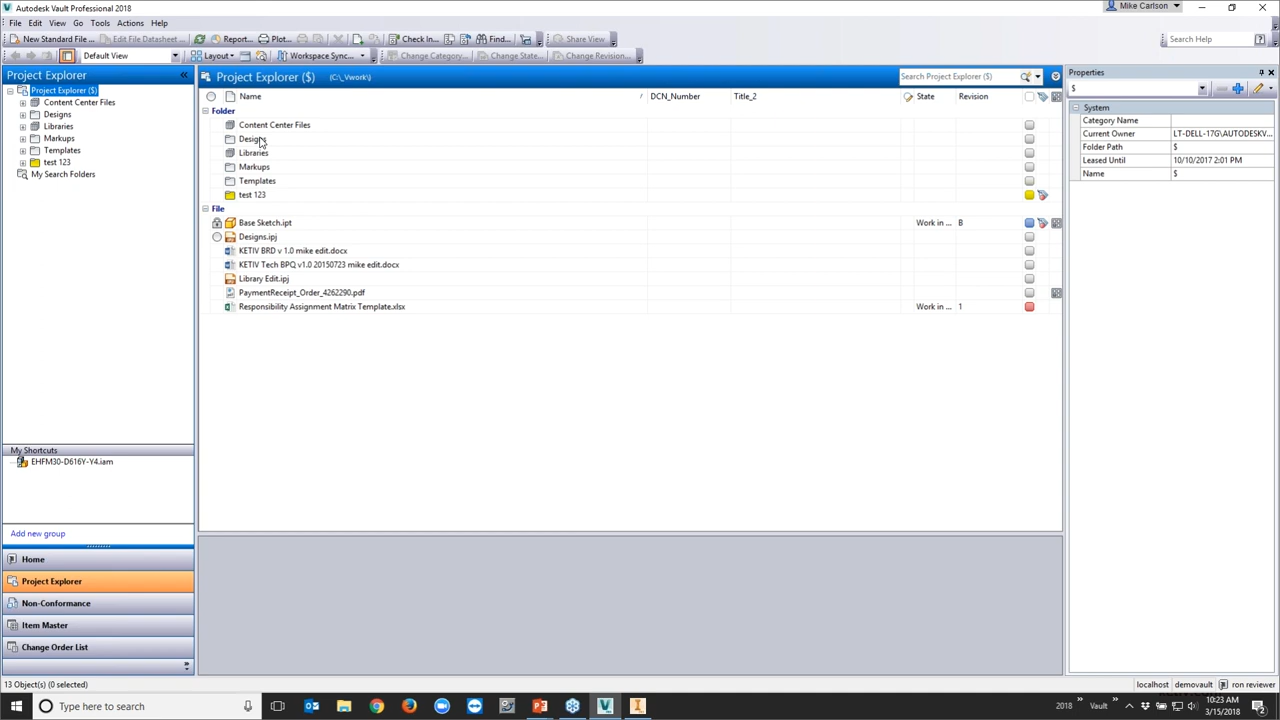 Autodesk Vault Professional 2018
Mike Carlson
File Edit View Go Tools Actions Help
New Standard File ... Edit File Datasheet ... Report... Plot... Check In... Find... Share View...
Search Help
Default View Layout Workspace Sync... Change Category... Change State... Change Revision...
Project Explorer
Project Explorer ($)
Content Center Files
Designs
Libraries
Markups
Templates
test 123
My Search Folders
My Shortcuts
EHFM30-D616Y-Y4.iam
Add new group
Home
Project Explorer
Non-Conformance
Item Master
Change Order List
Project Explorer ($) (C:\_Vwork\)
Search Project Explorer ($)
Name DCN_Number Title_2 State Revision
Folder
Content Center Files
Designs
Libraries
Markups
Templates
test 123
File
Base Sketch.ipt Work in ... B
Designs.ipj
KETIV BRD v 1.0 mike edit.docx
KETIV Tech BPQ v1.0 20150723 mike edit.docx
Library Edit.ipj
PaymentReceipt_Order_4262290.pdf
Responsibility Assignment Matrix Template.xlsx Work in ... 1
Properties
$
System
Category Name
Current Owner LT-DELL-17G\AUTODESKV...
Folder Path $
Leased Until 10/10/2017 2:01 PM
Name $
13 Object(s) (0 selected)
localhost demovault ron reviewer
Type here to search
2018 Vault
10:23 AM
3/15/2018